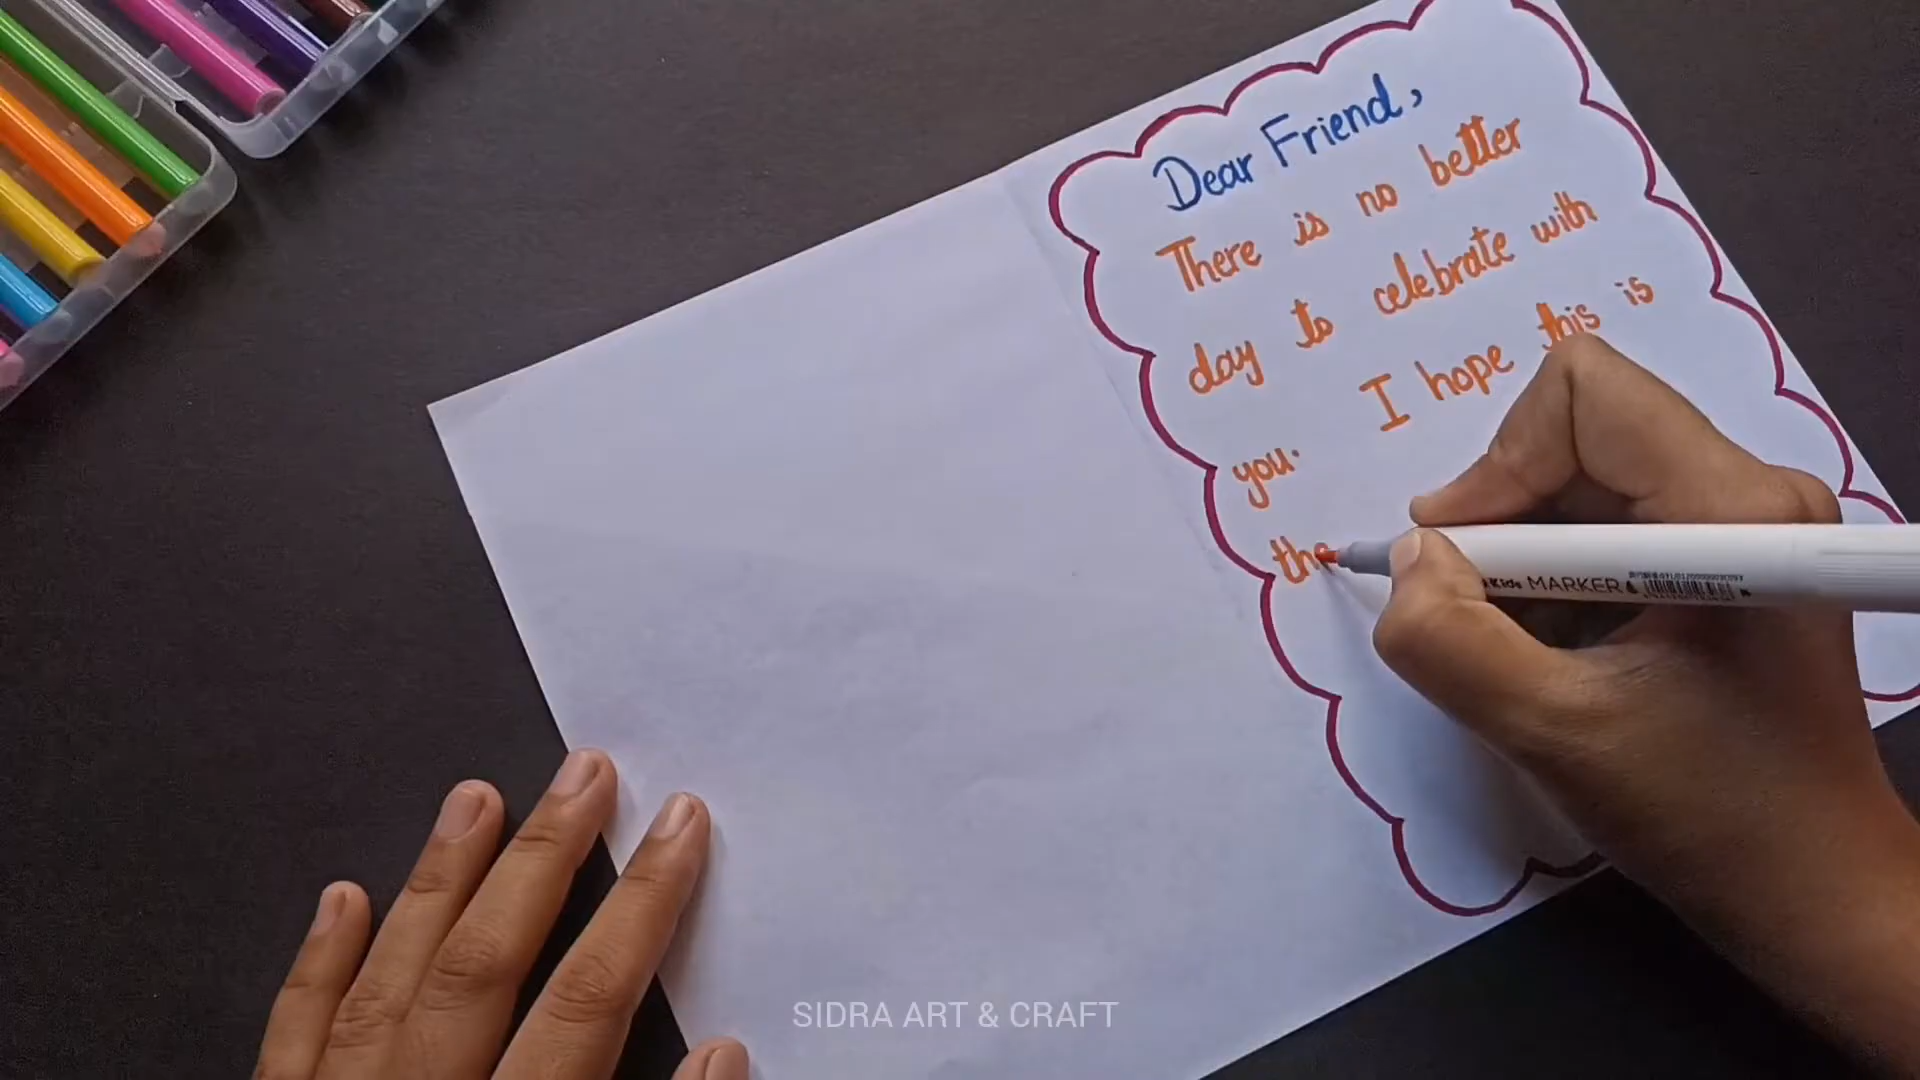 Dear Friend,
There is no better
day to celebrate with
you. I hope this is
the
MARKER
SIDRA ART & CRAFT